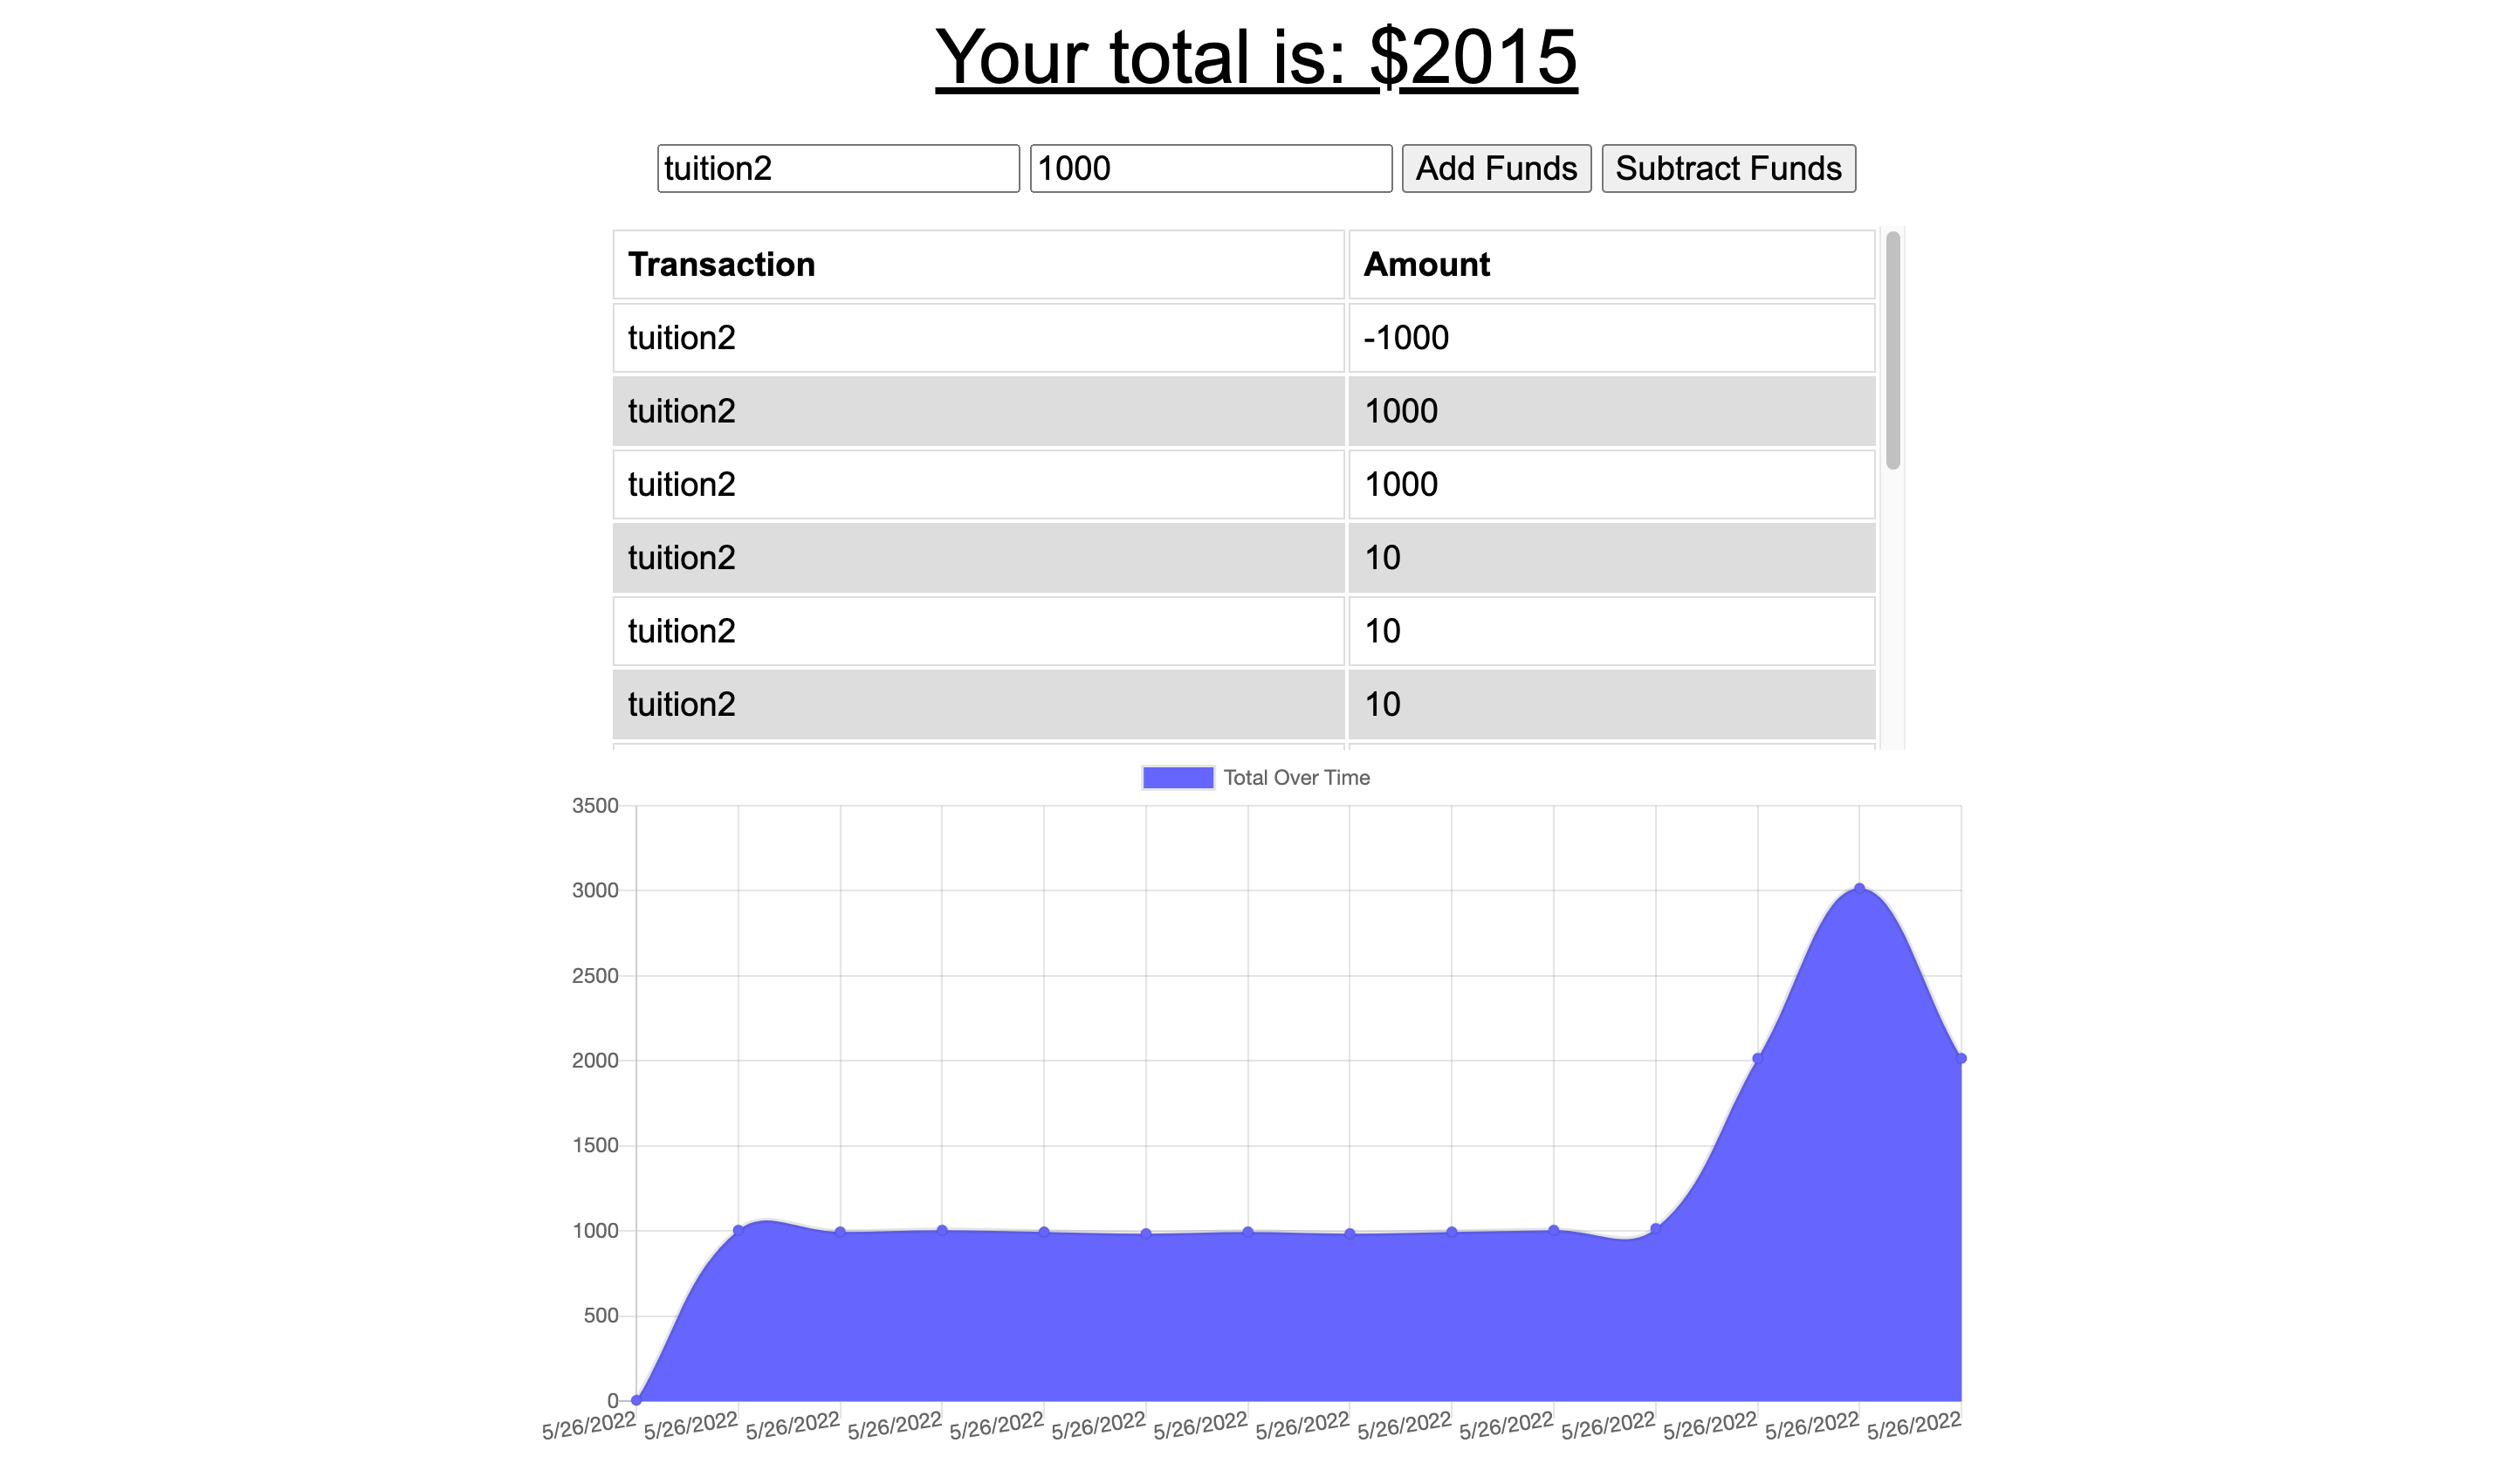 Your total is: $2015
tuition2 1000 Add Funds Subtract Funds
Transaction Amount
tuition2 -1000
tuition2 1000
tuition2 1000
tuition2 10
tuition2 10
tuition2 10
Total Over Time
3500
3000
2500
2000
1500
1000
500
0
5/26/2022 5/26/2022 5/26/2022 5/26/2022 5/26/2022 5/26/2022 5/26/2022 5/26/2022 5/26/2022 5/26/2022 5/26/2022 5/26/2022 5/26/2022 5/26/2022